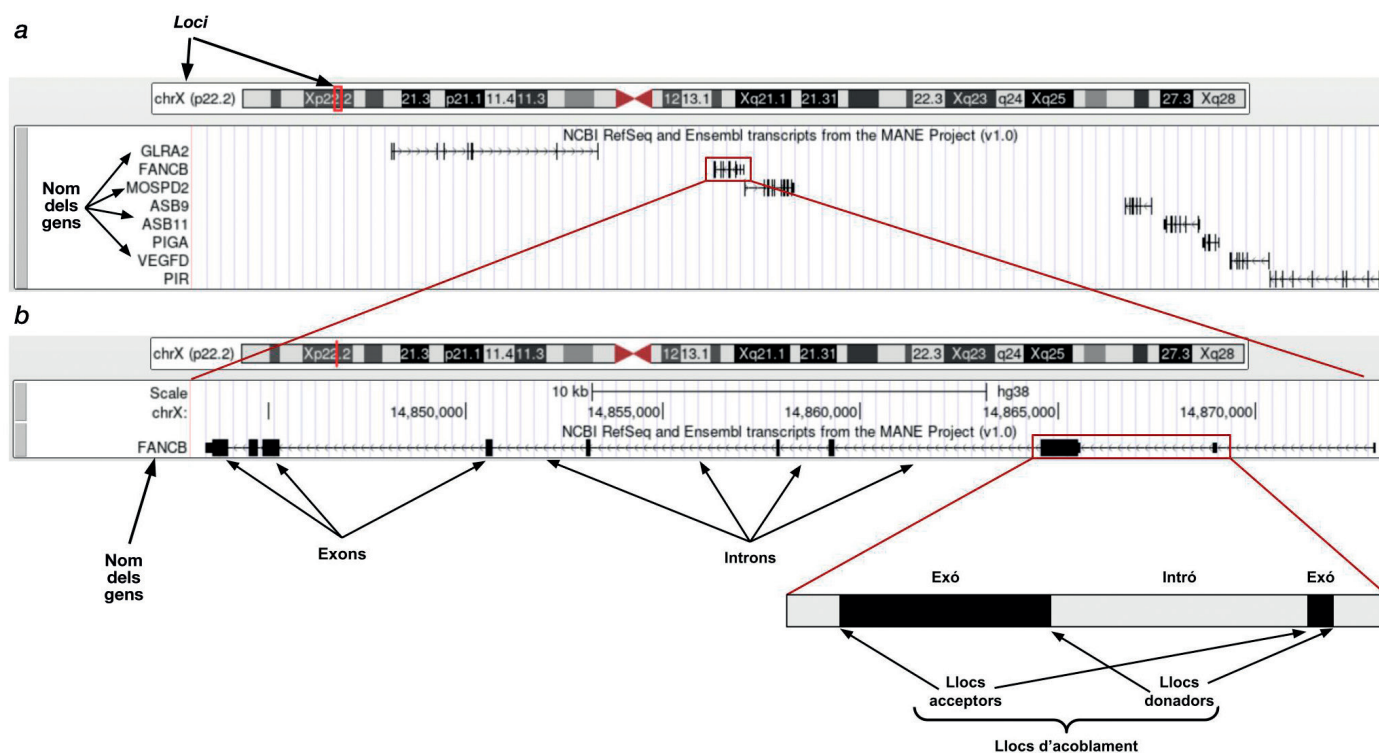 a
Loci
chrX (p22.2) Xp22.2 21.3 p21.1 11.4 11.3 12 13.1 Xq21.1 21.31 22.3 Xq23 q24 Xq25 27.3 Xq28
NCBI RefSeq and Ensembl transcripts from the MANE Project (v1.0)
Nom
dels
gens
GLRA2
FANCB
MOSPD2
ASB9
ASB11
PIGA
VEGFD
PIR
b
chrX (p22.2) Xp22.2 21.3 p21.1 11.4 11.3 12 13.1 Xq21.1 21.31 22.3 Xq23 q24 Xq25 27.3 Xq28
Scale 10 kb hg38
chrX: 14,850,000 14,855,000 14,860,000 14,865,000 14,870,000
NCBI RefSeq and Ensembl transcripts from the MANE Project (v1.0)
FANCB
Nom
dels
gens
Exons
Introns
Exó Intró Exó
Llocs
acceptors
Llocs
donadors
Llocs d'acoblament